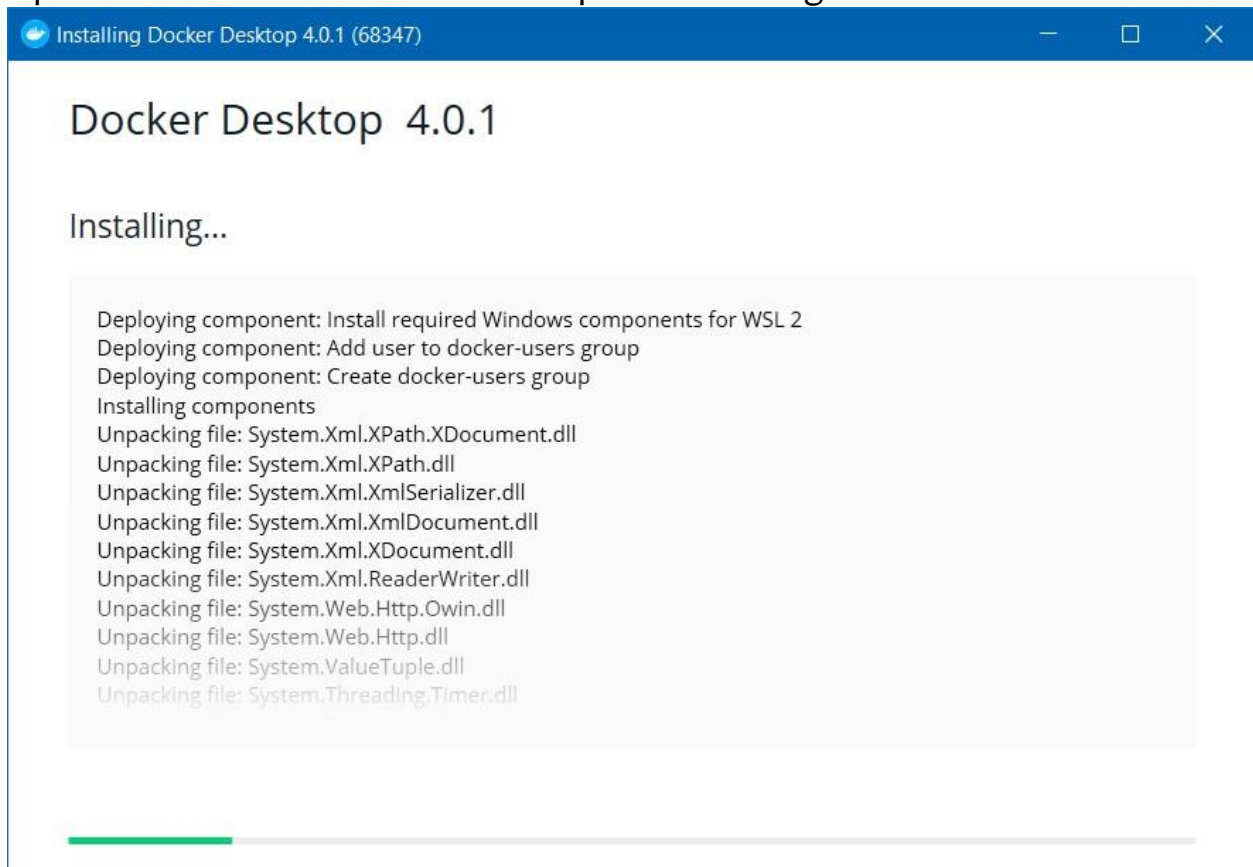 Installing Docker Desktop 4.0.1 (68347)
Docker Desktop 4.0.1
Installing...
Deploying component: Install required Windows components for WSL 2
Deploying component: Add user to docker-users group
Deploying component: Create docker-users group
Installing components
Unpacking file: System.Xml.XPath.XDocument.dll
Unpacking file: System.Xml.XPath.dll
Unpacking file: System.Xml.XmlSerializer.dll
Unpacking file: System.Xml.XmlDocument.dll
Unpacking file: System.Xml.XDocument.dll
Unpacking file: System.Xml.ReaderWriter.dll
Unpacking file: System.Web.Http.Owin.dll
Unpacking file: System.Web.Http.dll
Unpacking file: System.ValueTuple.dll
Unpacking file: System.Threading.Timer.dll